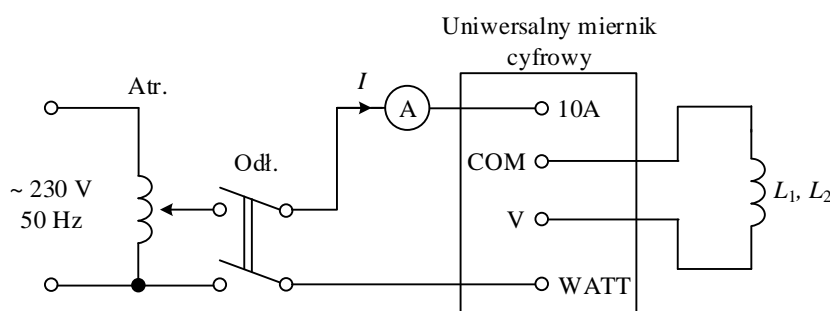 Uniwersalny miernik
cyfrowy
Atr.
I
A
10A
Odł.
COM
~ 230 V
50 Hz
L1, L2
V
WATT